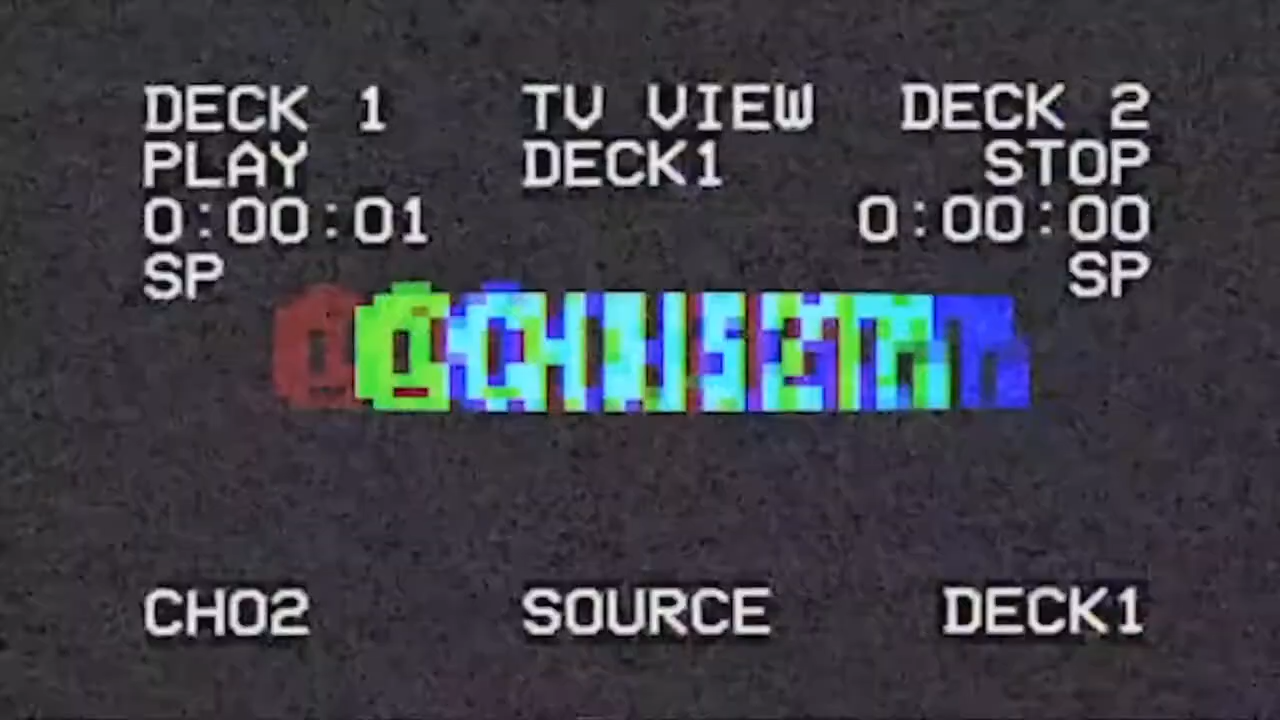 DECK 1 TV VIEW DECK 2
PLAY DECK1 STOP
0:00:01 0:00:00
SP SP
CH02 SOURCE DECK1